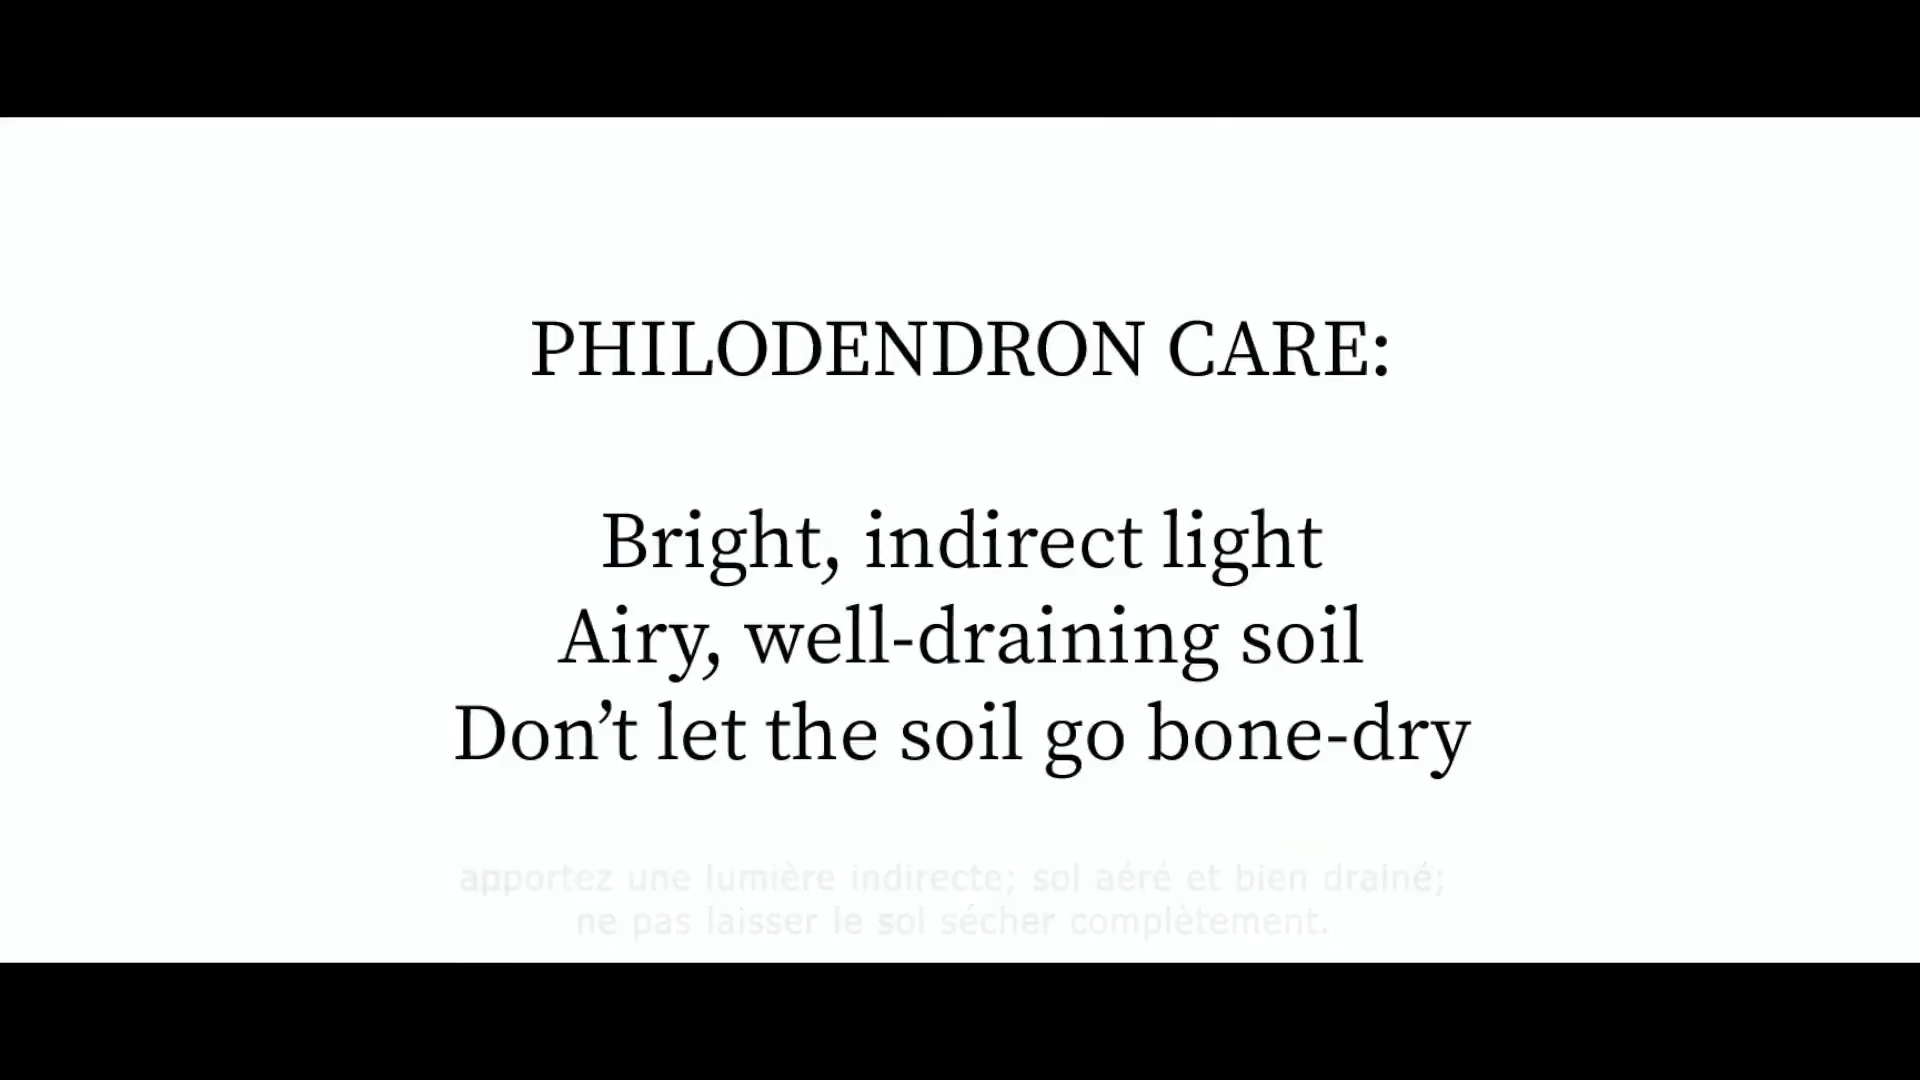 PHILODENDRON CARE:
Bright, indirect light
Airy, well-draining soil
Don’t let the soil go bone-dry
apportez une lumière indirecte; sol aéré et bien drainé;
ne pas laisser le sol sécher complètement.